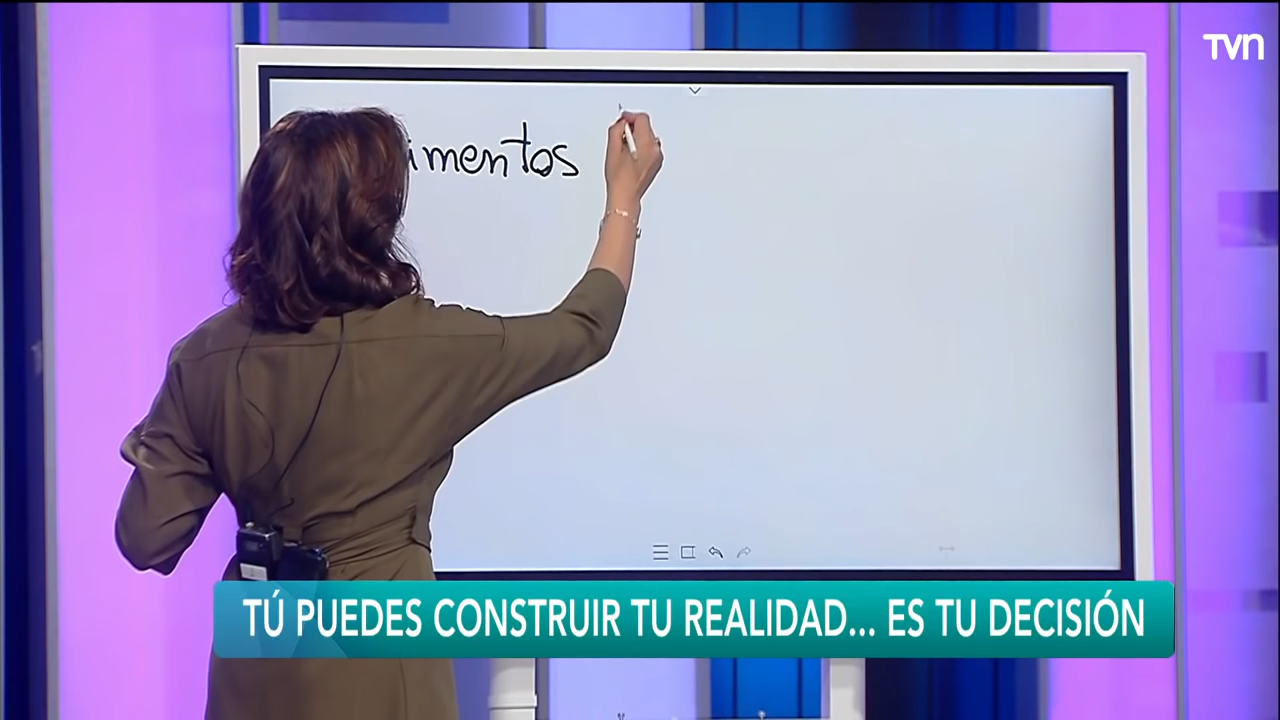 TVN
imentos
TÚ PUEDES CONSTRUIR TU REALIDAD... ES TU DECISIÓN